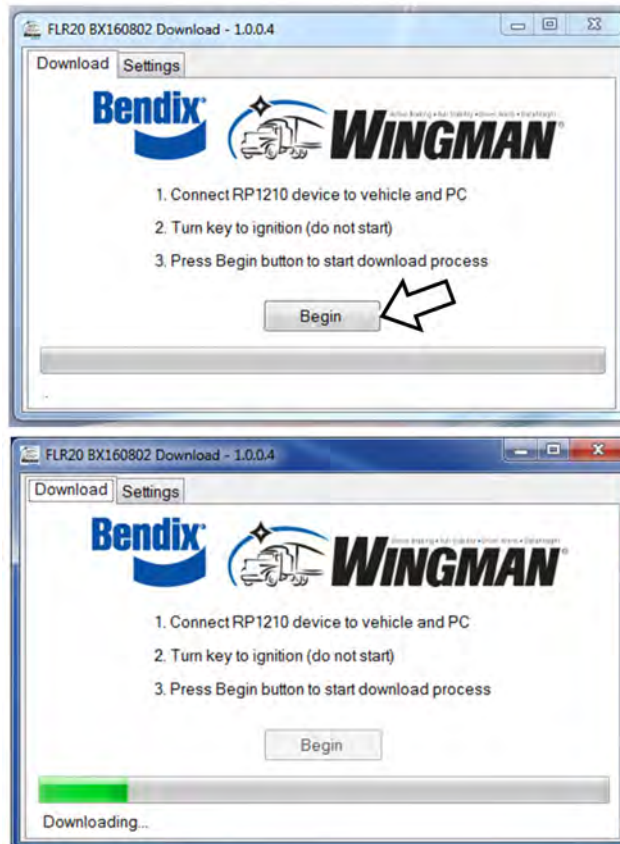 FLR20 BX160802 Download - 1.0.0.4
Download Settings
Bendix WINGMAN®
1. Connect RP1210 device to vehicle and PC
2. Turn key to ignition (do not start)
3. Press Begin button to start download process
Begin
FLR20 BX160802 Download - 1.0.0.4
Download Settings
Bendix WINGMAN®
1. Connect RP1210 device to vehicle and PC
2. Turn key to ignition (do not start)
3. Press Begin button to start download process
Begin
Downloading...